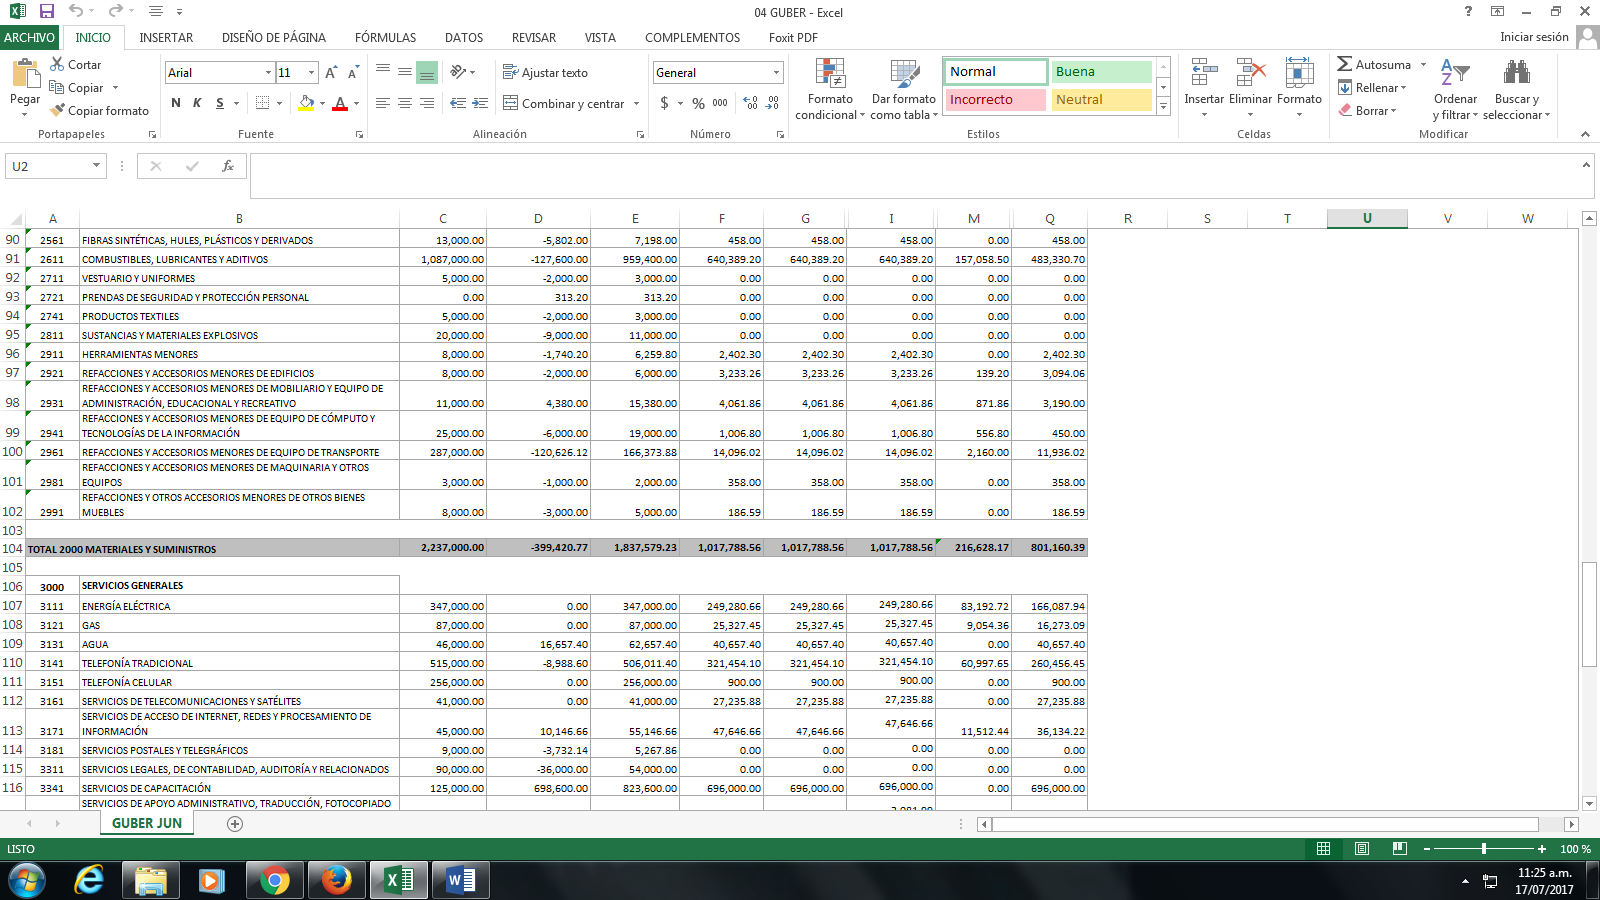 04 GUBER - Excel
ARCHIVO INICIO INSERTAR DISEÑO DE PÁGINA FÓRMULAS DATOS REVISAR VISTA COMPLEMENTOS Foxit PDF Iniciar sesión
Pegar
Cortar
Copiar
Copiar formato
Portapapeles
Arial 11
N K S
Fuente
Ajustar texto
Combinar y centrar
Alineación
General
$ % 000
Número
Formato condicional
Dar formato como tabla
Normal Buena
Incorrecto Neutral
Estilos
Insertar Eliminar Formato
Celdas
Autosuma
Rellenar
Borrar
Ordenar y filtrar
Buscar y seleccionar
Modificar
U2 fx
A B C D E F G I M Q R S T U V W
90 2561 FIBRAS SINTÉTICAS, HULES, PLÁSTICOS Y DERIVADOS 13,000.00 -5,802.00 7,198.00 458.00 458.00 458.00 0.00 458.00
91 2611 COMBUSTIBLES, LUBRICANTES Y ADITIVOS 1,087,000.00 -127,600.00 959,400.00 640,389.20 640,389.20 640,389.20 157,058.50 483,330.70
92 2711 VESTUARIO Y UNIFORMES 5,000.00 -2,000.00 3,000.00 0.00 0.00 0.00 0.00 0.00
93 2721 PRENDAS DE SEGURIDAD Y PROTECCIÓN PERSONAL 0.00 313.20 313.20 0.00 0.00 0.00 0.00 0.00
94 2741 PRODUCTOS TEXTILES 5,000.00 -2,000.00 3,000.00 0.00 0.00 0.00 0.00 0.00
95 2811 SUSTANCIAS Y MATERIALES EXPLOSIVOS 20,000.00 -9,000.00 11,000.00 0.00 0.00 0.00 0.00 0.00
96 2911 HERRAMIENTAS MENORES 8,000.00 -1,740.20 6,259.80 2,402.30 2,402.30 2,402.30 0.00 2,402.30
97 2921 REFACCIONES Y ACCESORIOS MENORES DE EDIFICIOS 8,000.00 -2,000.00 6,000.00 3,233.26 3,233.26 3,233.26 139.20 3,094.06
REFACCIONES Y ACCESORIOS MENORES DE MOBILIARIO Y EQUIPO DE
98 2931 ADMINISTRACIÓN, EDUCACIONAL Y RECREATIVO 11,000.00 4,380.00 15,380.00 4,061.86 4,061.86 4,061.86 871.86 3,190.00
REFACCIONES Y ACCESORIOS MENORES DE EQUIPO DE CÓMPUTO Y
99 2941 TECNOLOGÍAS DE LA INFORMACIÓN 25,000.00 -6,000.00 19,000.00 1,006.80 1,006.80 1,006.80 556.80 450.00
100 2961 REFACCIONES Y ACCESORIOS MENORES DE EQUIPO DE TRANSPORTE 287,000.00 -120,626.12 166,373.88 14,096.02 14,096.02 14,096.02 2,160.00 11,936.02
REFACCIONES Y ACCESORIOS MENORES DE MAQUINARIA Y OTROS
101 2981 EQUIPOS 3,000.00 -1,000.00 2,000.00 358.00 358.00 358.00 0.00 358.00
REFACCIONES Y OTROS ACCESORIOS MENORES DE OTROS BIENES
102 2991 MUEBLES 8,000.00 -3,000.00 5,000.00 186.59 186.59 186.59 0.00 186.59
103
104 TOTAL 2000 MATERIALES Y SUMINISTROS 2,237,000.00 -399,420.77 1,837,579.23 1,017,788.56 1,017,788.56 1,017,788.56 216,628.17 801,160.39
105
106 3000 SERVICIOS GENERALES
107 3111 ENERGÍA ELÉCTRICA 347,000.00 0.00 347,000.00 249,280.66 249,280.66 249,280.66 83,192.72 166,087.94
108 3121 GAS 87,000.00 0.00 87,000.00 25,327.45 25,327.45 25,327.45 9,054.36 16,273.09
109 3131 AGUA 46,000.00 16,657.40 62,657.40 40,657.40 40,657.40 40,657.40 0.00 40,657.40
110 3141 TELEFONÍA TRADICIONAL 515,000.00 -8,988.60 506,011.40 321,454.10 321,454.10 321,454.10 60,997.65 260,456.45
111 3151 TELEFONÍA CELULAR 256,000.00 0.00 256,000.00 900.00 900.00 900.00 0.00 900.00
112 3161 SERVICIOS DE TELECOMUNICACIONES Y SATÉLITES 41,000.00 0.00 41,000.00 27,235.88 27,235.88 27,235.88 0.00 27,235.88
SERVICIOS DE ACCESO DE INTERNET, REDES Y PROCESAMIENTO DE
113 3171 INFORMACIÓN 45,000.00 10,146.66 55,146.66 47,646.66 47,646.66 47,646.66 11,512.44 36,134.22
114 3181 SERVICIOS POSTALES Y TELEGRÁFICOS 9,000.00 -3,732.14 5,267.86 0.00 0.00 0.00 0.00 0.00
115 3311 SERVICIOS LEGALES, DE CONTABILIDAD, AUDITORÍA Y RELACIONADOS 90,000.00 -36,000.00 54,000.00 0.00 0.00 0.00 0.00 0.00
116 3341 SERVICIOS DE CAPACITACIÓN 125,000.00 698,600.00 823,600.00 696,000.00 696,000.00 696,000.00 0.00 696,000.00
SERVICIOS DE APOYO ADMINISTRATIVO, TRADUCCIÓN, FOTOCOPIADO
GUBER JUN
LISTO 100 %
11:25 a.m.
17/07/2017